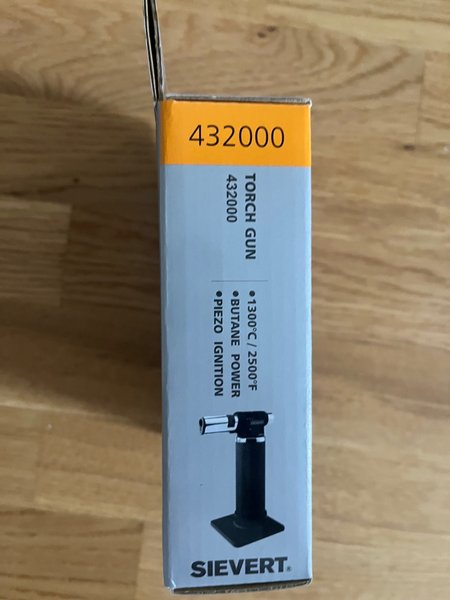 432000
TORCH GUN
432000
•1300°C / 2500°F
•BUTANE POWER
•PIEZO IGNITION
SIEVERT®